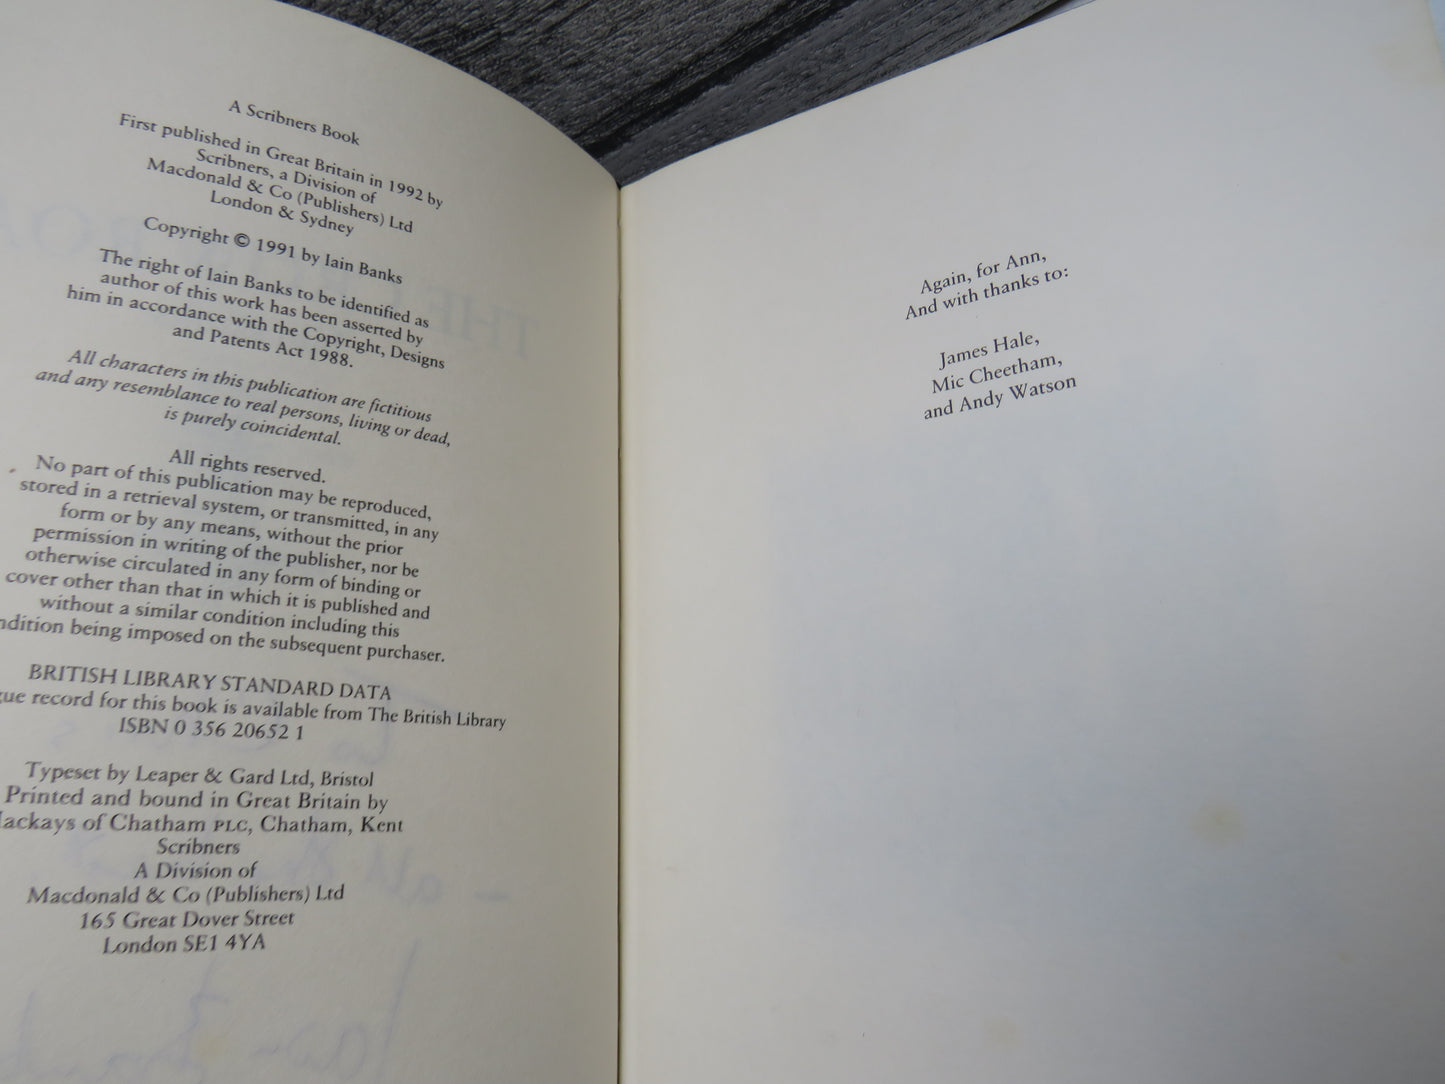 A Scribners Book
First published in Great Britain in 1992 by
Scribners, a Division of
Macdonald & Co (Publishers) Ltd
London & Sydney
Copyright © 1991 by Iain Banks
The right of Iain Banks to be identified as
author of this work has been asserted by
him in accordance with the Copyright, Designs
and Patents Act 1988.
All characters in this publication are fictitious
and any resemblance to real persons, living or dead,
is purely coincidental.
All rights reserved.
No part of this publication may be reproduced,
stored in a retrieval system, or transmitted, in any
form or by any means, without the prior
permission in writing of the publisher, nor be
otherwise circulated in any form of binding or
cover other than that in which it is published and
without a similar condition including this
being imposed on the subsequent purchaser.
BRITISH LIBRARY STANDARD DATA
record for this book is available from The British Library
ISBN 0 356 20652 1
Typeset by Leaper & Gard Ltd, Bristol
Printed and bound in Great Britain by
of Chatham PLC, Chatham, Kent
Scribners
A Division of
Macdonald & Co (Publishers) Ltd
165 Great Dover Street
London SE1 4YA
Again, for Ann,
And with thanks to:
James Hale,
Mic Cheetham,
and Andy Watson